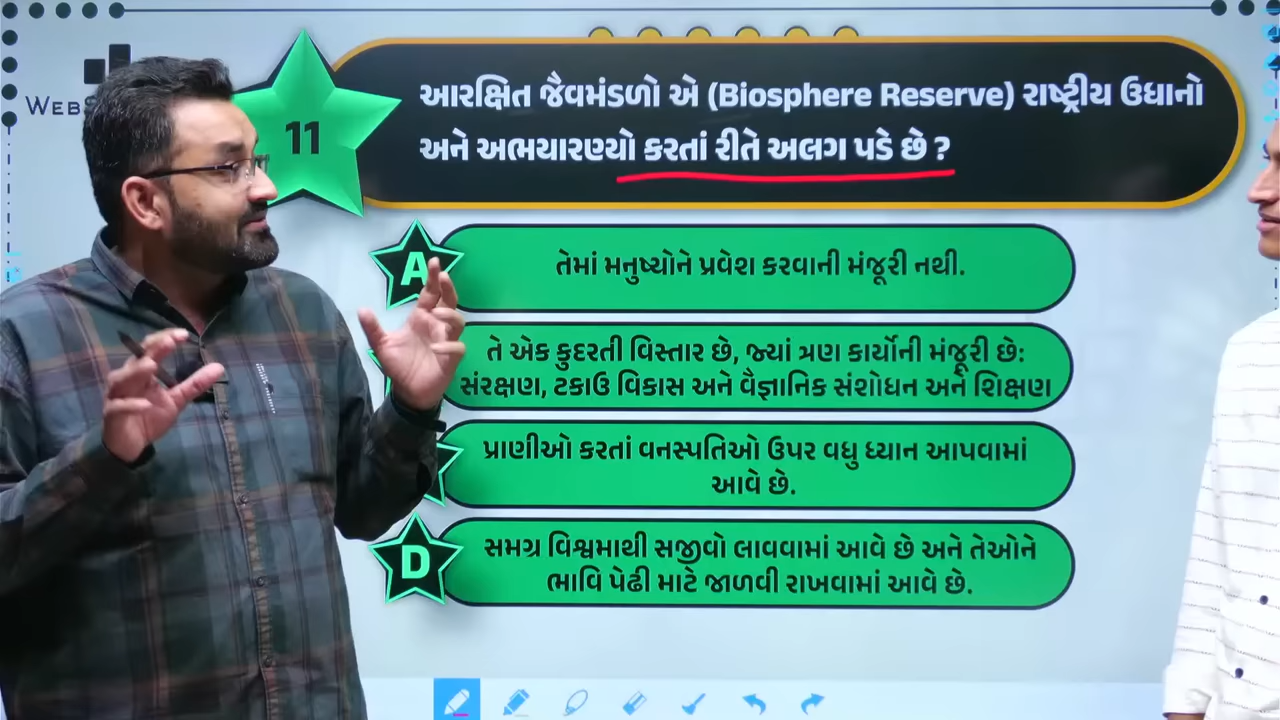 WEBS
11
આરક્ષિત જૈવમંડળો એ (Biosphere Reserve) રાષ્ટ્રીય ઉધાનો
અને અભયારણ્યો કરતાં રીતે અલગ પડે છે ?
A
તેમાં મનુષ્યોને પ્રવેશ કરવાની મંજૂરી નથી.
તે એક કુદરતી વિસ્તાર છે, જ્યાં ત્રણ કાર્યોની મંજૂરી છે:
સંરક્ષણ, ટકાઉ વિકાસ અને વૈજ્ઞાનિક સંશોધન અને શિક્ષણ
પ્રાણીઓ કરતાં વનસ્પતિઓ ઉપર વધુ ધ્યાન આપવામાં
આવે છે.
D
સમગ્ર વિશ્વમાથી સજીવો લાવવામાં આવે છે અને તેઓને
ભાવિ પેઢી માટે જાળવી રાખવામાં આવે છે.